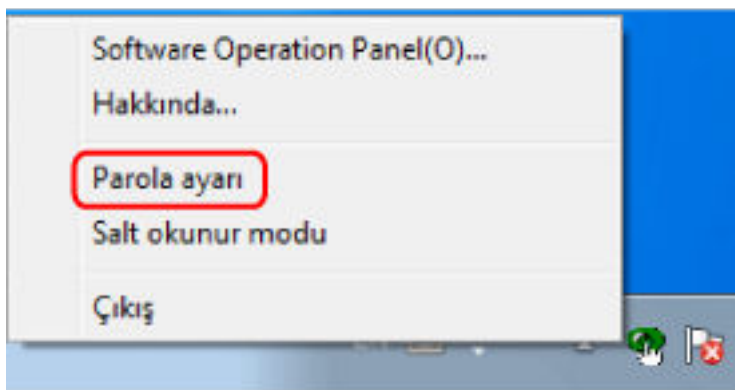 Software Operation Panel(O)...
Hakkında...
Parola ayarı
Salt okunur modu
Çıkış